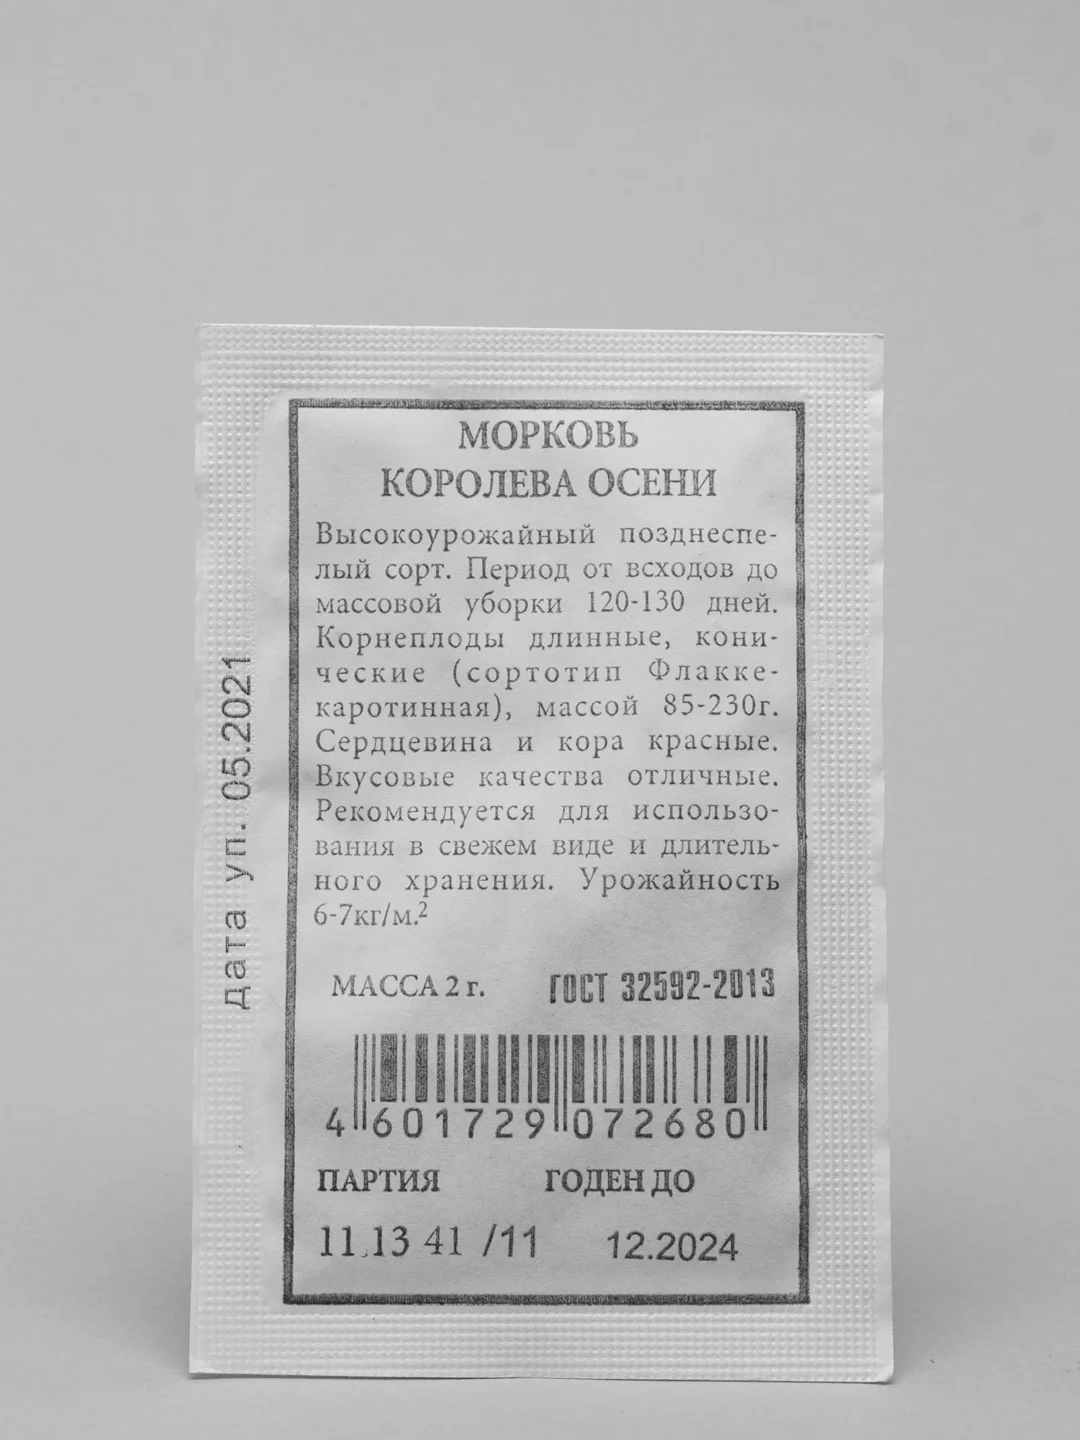 МОРКОВЬ
КОРОЛЕВА ОСЕНИ
Высокоурожайный позднеспе-
лый сорт. Период от всходов до
массовой уборки 120-130 дней.
Корнеплоды длинные, кони-
ческие (сортотип Флакке-
каротинная), массой 85-230г.
Сердцевина и кора красные.
Вкусовые качества отличные.
Рекомендуется для использо-
вания в свежем виде и длитель-
ного хранения. Урожайность
6-7кг/м.²
МАССА 2 г. ГОСТ 32592-2013
4 601729 072680
ПАРТИЯ ГОДЕН ДО
11.13 41 /11 12.2024
дата уп. 05.2021